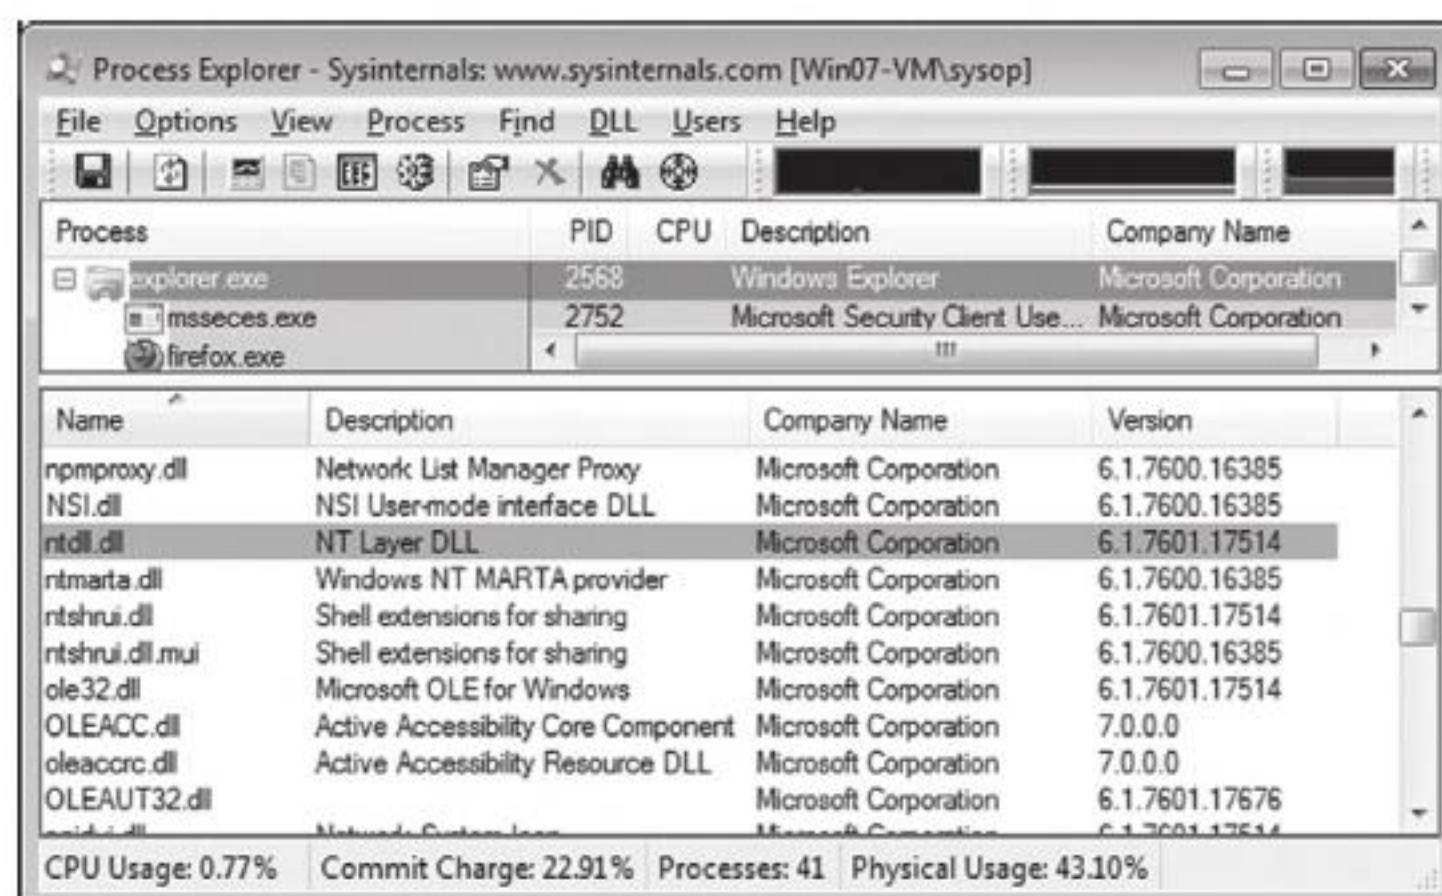 Process Explorer - Sysinternals: www.sysinternals.com [Win07-VM\sysop]
File Options View Process Find DLL Users Help
Process PID CPU Description Company Name
explorer.exe 2568 Windows Explorer Microsoft Corporation
msseces.exe 2752 Microsoft Security Client Use... Microsoft Corporation
firefox.exe
Name Description Company Name Version
npmproxy.dll Network List Manager Proxy Microsoft Corporation 6.1.7600.16385
NSI.dll NSI User-mode interface DLL Microsoft Corporation 6.1.7600.16385
ntdll.dll NT Layer DLL Microsoft Corporation 6.1.7601.17514
ntmarta.dll Windows NT MARTA provider Microsoft Corporation 6.1.7600.16385
ntshrui.dll Shell extensions for sharing Microsoft Corporation 6.1.7601.17514
ntshrui.dll.mui Shell extensions for sharing Microsoft Corporation 6.1.7600.16385
ole32.dll Microsoft OLE for Windows Microsoft Corporation 6.1.7601.17514
OLEACC.dll Active Accessibility Core Component Microsoft Corporation 7.0.0.0
oleaccrc.dll Active Accessibility Resource DLL Microsoft Corporation 7.0.0.0
OLEAUT32.dll Microsoft Corporation 6.1.7601.17676
Microsoft Corporation 6.1.7601.17514
CPU Usage: 0.77% Commit Charge: 22.91% Processes: 41 Physical Usage: 43.10%